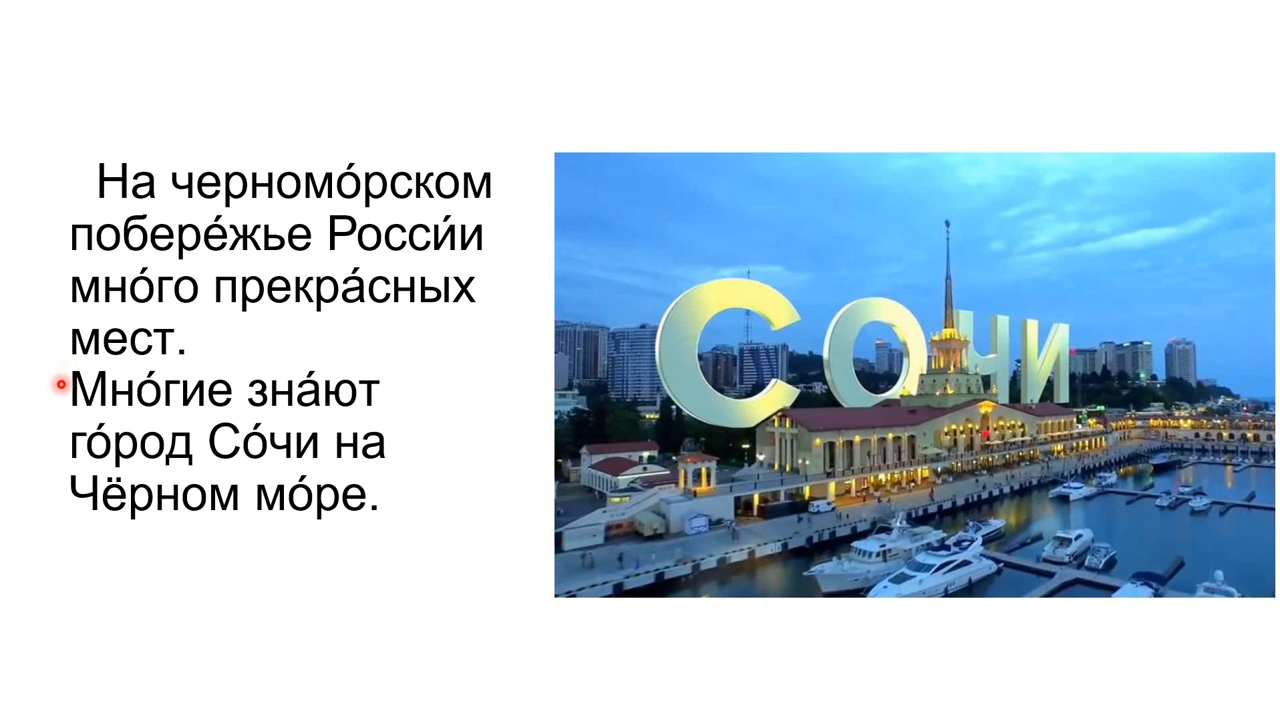 На черномо́рском
побере́жье Росси́и
мно́го прекра́сных
мест.
Мно́гие зна́ют
го́род Со́чи на
Чёрном мо́ре.
СОЧИ